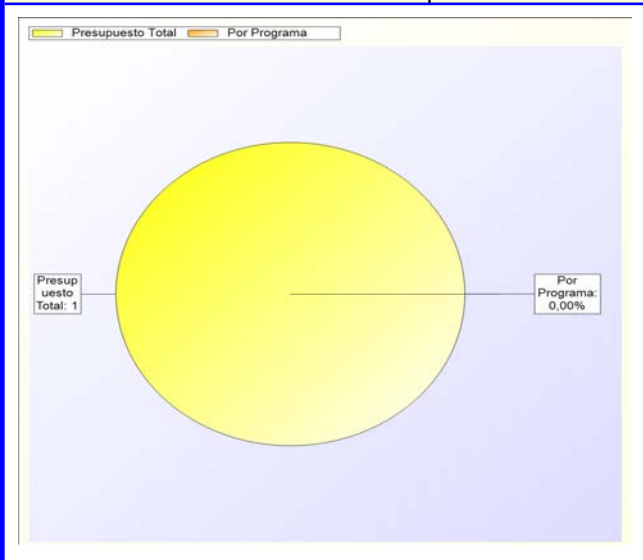 Presupuesto Total Por Programa
Presup
uesto
Total: 1
Por
Programa:
0,00%